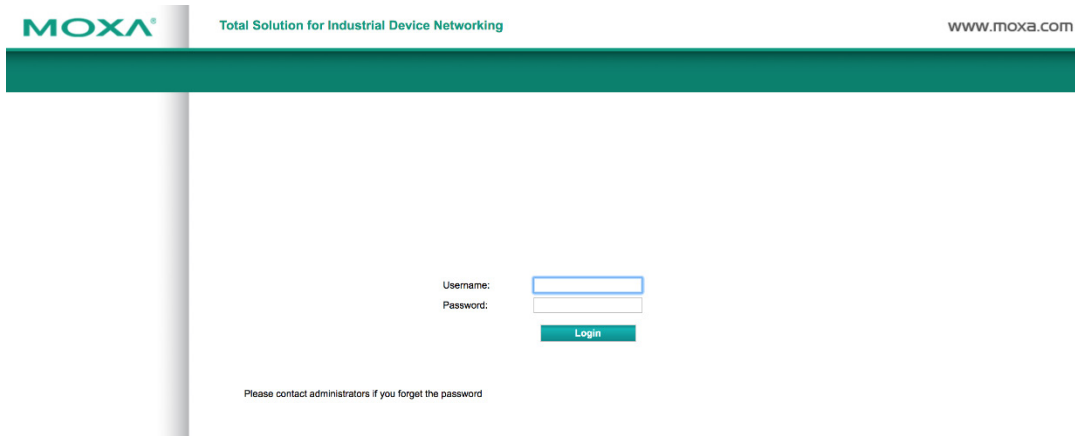 MOXA®
Total Solution for Industrial Device Networking
www.moxa.com
Username:
Password:
Login
Please contact administrators if you forget the password